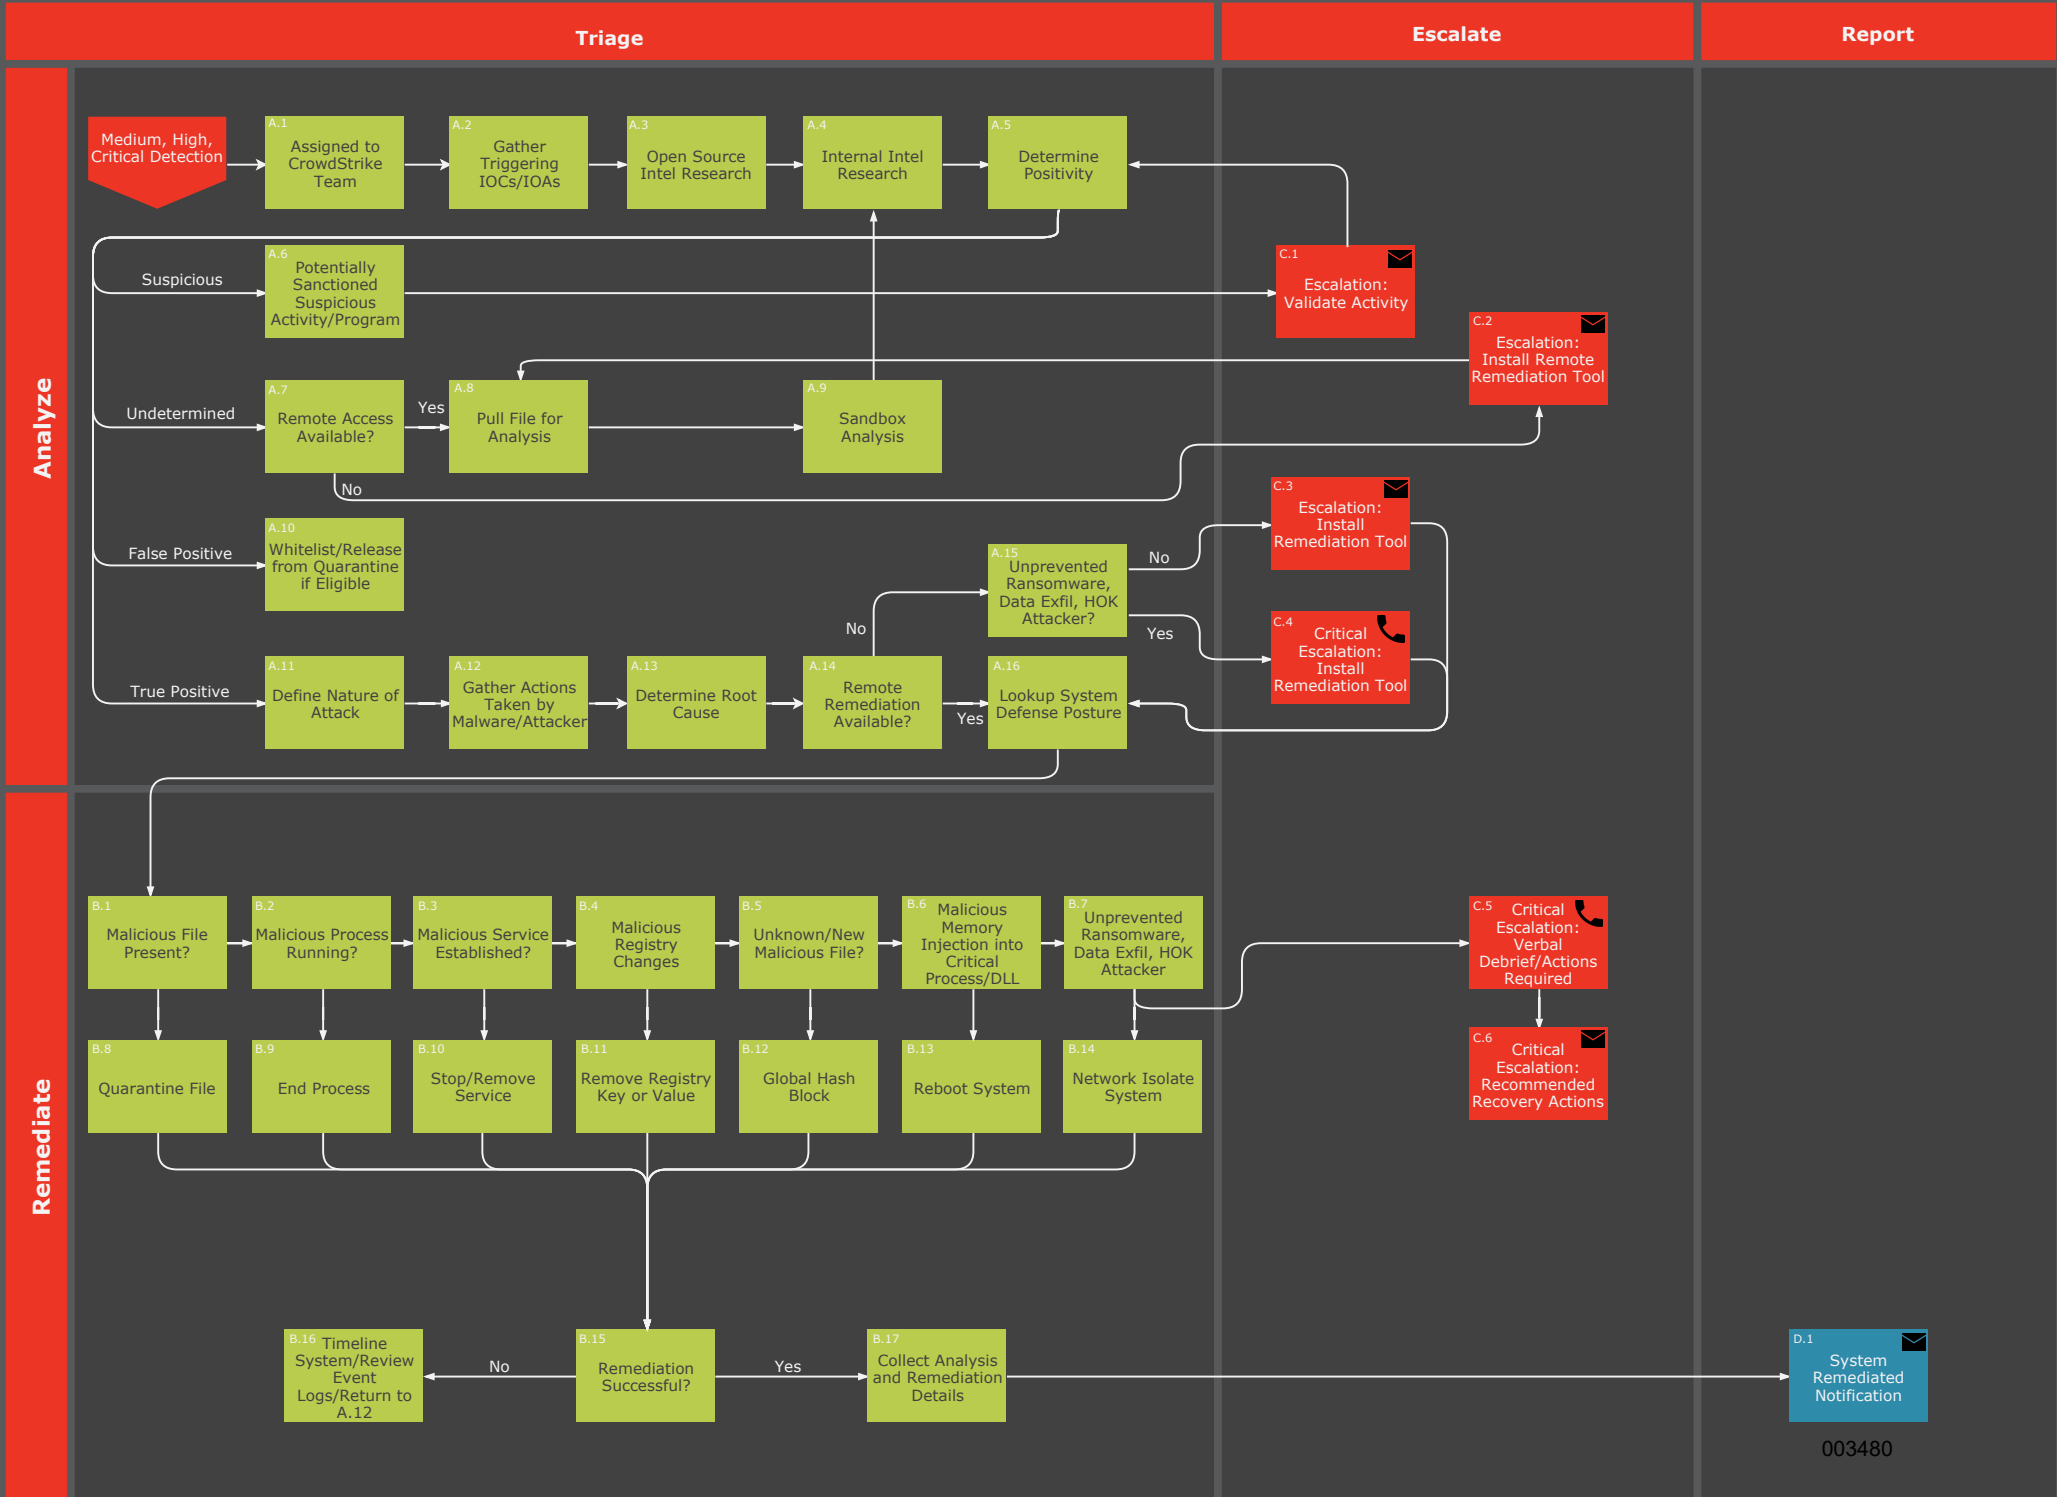 Triage
Escalate
Report
Analyze
Medium, High,
Critical Detection
A.1
Assigned to
CrowdStrike
Team
A.2
Gather
Triggering
IOCs/IOAs
A.3
Open Source
Intel Research
A.4
Internal Intel
Research
A.5
Determine
Positivity
Suspicious
A.6
Potentially
Sanctioned
Suspicious
Activity/Program
C.1
Escalation:
Validate Activity
C.2
Escalation:
Install Remote
Remediation Tool
Undetermined
A.7
Remote Access
Available?
Yes
No
A.8
Pull File for
Analysis
A.9
Sandbox
Analysis
False Positive
A.10
Whitelist/Release
from Quarantine
if Eligible
A.15
Unprevented
Ransomware,
Data Exfil, HOK
Attacker?
No
Yes
C.3
Escalation:
Install
Remediation Tool
C.4
Critical
Escalation:
Install
Remediation Tool
True Positive
A.11
Define Nature of
Attack
A.12
Gather Actions
Taken by
Malware/Attacker
A.13
Determine Root
Cause
A.14
Remote
Remediation
Available?
No
Yes
A.16
Lookup System
Defense Posture
Remediate
B.1
Malicious File
Present?
B.2
Malicious Process
Running?
B.3
Malicious Service
Established?
B.4
Malicious
Registry
Changes
B.5
Unknown/New
Malicious File?
B.6
Malicious
Memory
Injection into
Critical
Process/DLL
B.7
Unprevented
Ransomware,
Data Exfil, HOK
Attacker
C.5
Critical
Escalation:
Verbal
Debrief/Actions
Required
B.8
Quarantine File
B.9
End Process
B.10
Stop/Remove
Service
B.11
Remove Registry
Key or Value
B.12
Global Hash
Block
B.13
Reboot System
B.14
Network Isolate
System
C.6
Critical
Escalation:
Recommended
Recovery Actions
B.16
Timeline
System/Review
Event
Logs/Return to
A.12
No
B.15
Remediation
Successful?
Yes
B.17
Collect Analysis
and Remediation
Details
D.1
System
Remediated
Notification
003480